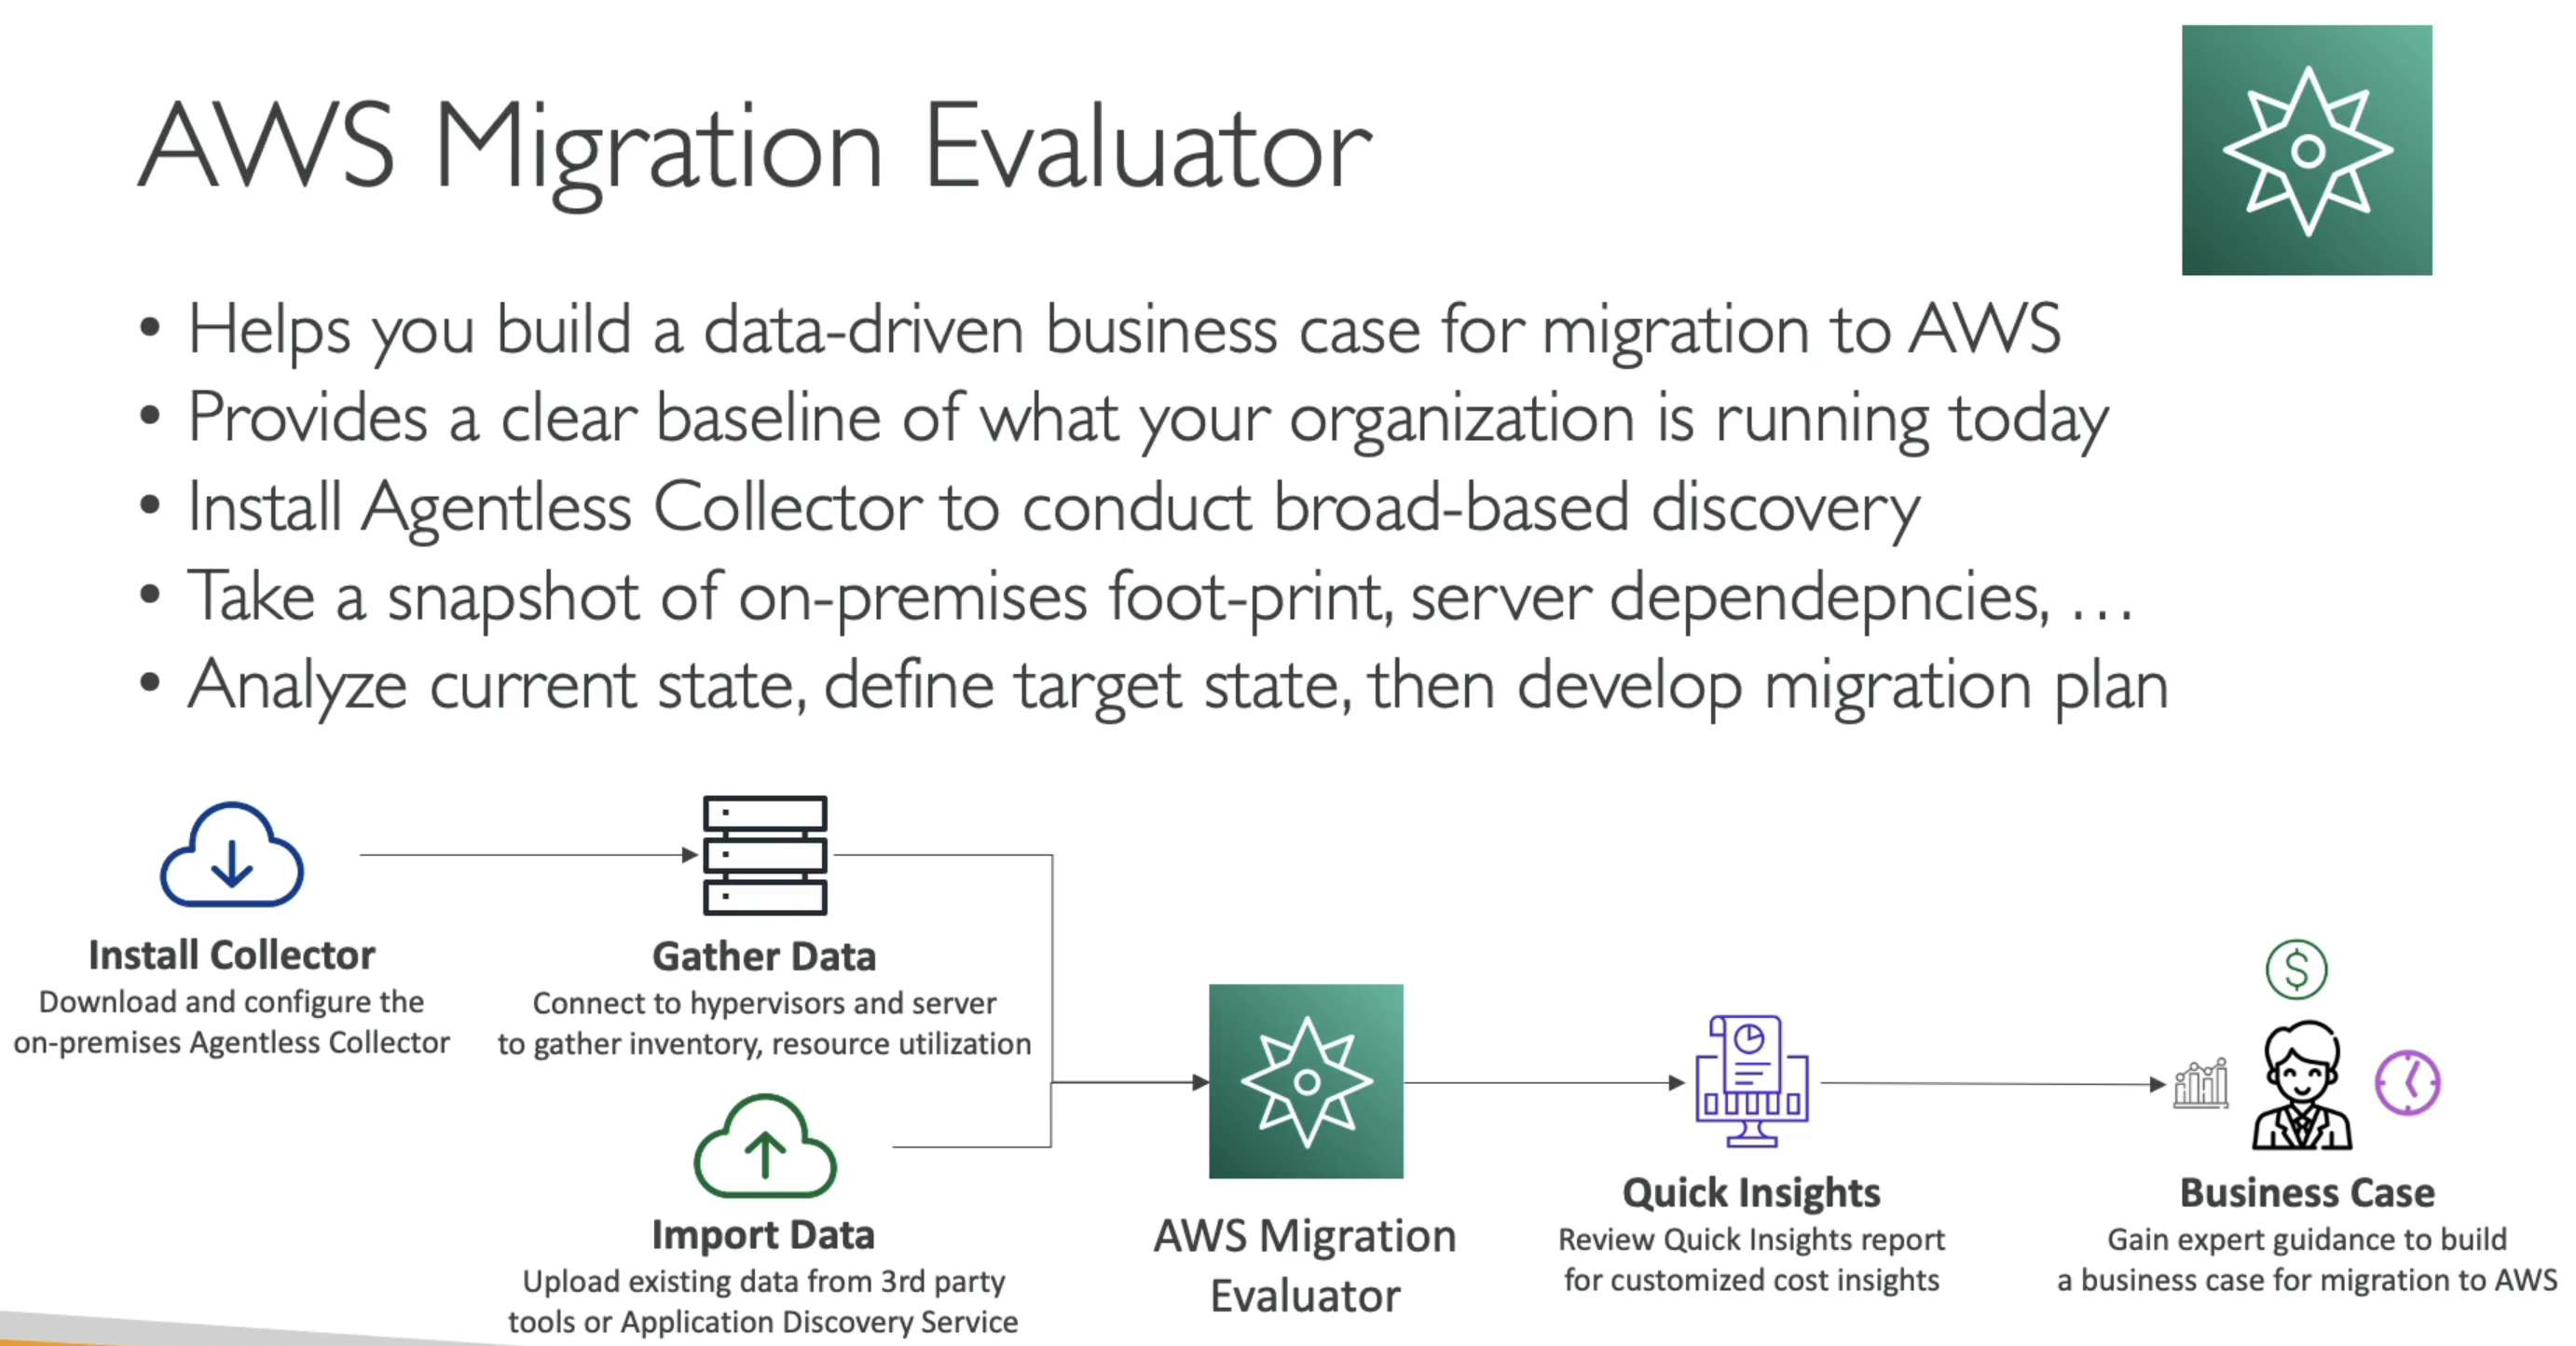 AWS Migration Evaluator
• Helps you build a data-driven business case for migration to AWS
• Provides a clear baseline of what your organization is running today
• Install Agentless Collector to conduct broad-based discovery
• Take a snapshot of on-premises foot-print, server dependepncies, …
• Analyze current state, define target state, then develop migration plan
Install Collector
Download and configure the
on-premises Agentless Collector
Gather Data
Connect to hypervisors and server
to gather inventory, resource utilization
Import Data
Upload existing data from 3rd party
tools or Application Discovery Service
AWS Migration
Evaluator
Quick Insights
Review Quick Insights report
for customized cost insights
$
Business Case
Gain expert guidance to build
a business case for migration to AWS